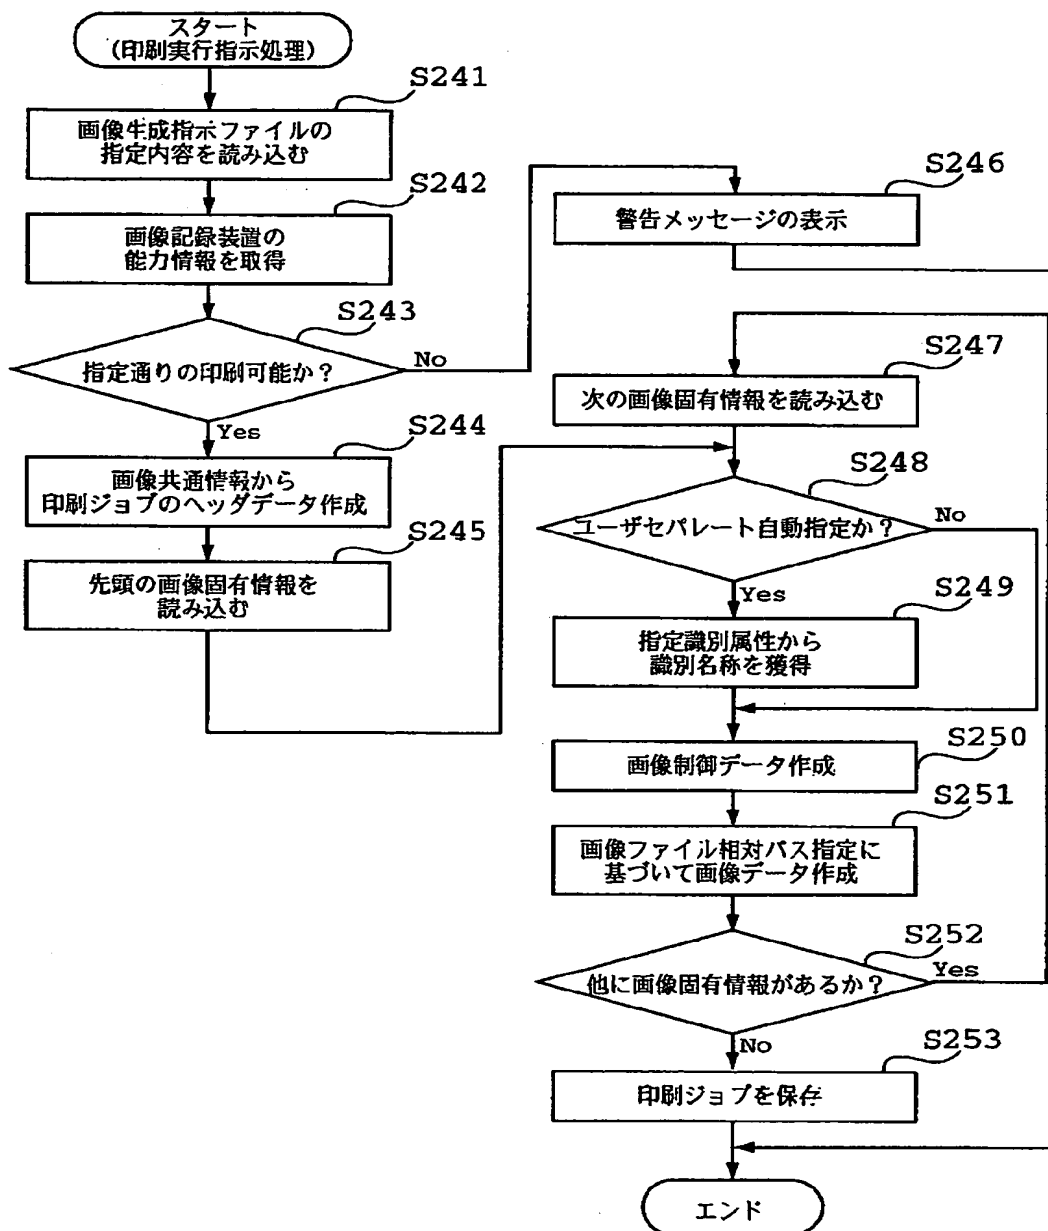 スタート
(印刷実行指示処理)
S241
画像生成指示ファイルの
指定内容を読み込む
S242
画像記録装置の
能力情報を取得
S243
指定通りの印刷可能か?
No
Yes
S244
画像共通情報から
印刷ジョブのヘッダデータ作成
S245
先頭の画像固有情報を
読み込む
S246
警告メッセージの表示
S247
次の画像固有情報を読み込む
S248
ユーザセパレート自動指定か?
No
Yes
S249
指定識別属性から
識別名称を獲得
S250
画像制御データ作成
S251
画像ファイル相対パス指定に
基づいて画像データ作成
S252
他に画像固有情報があるか?
Yes
No
S253
印刷ジョブを保存
エンド